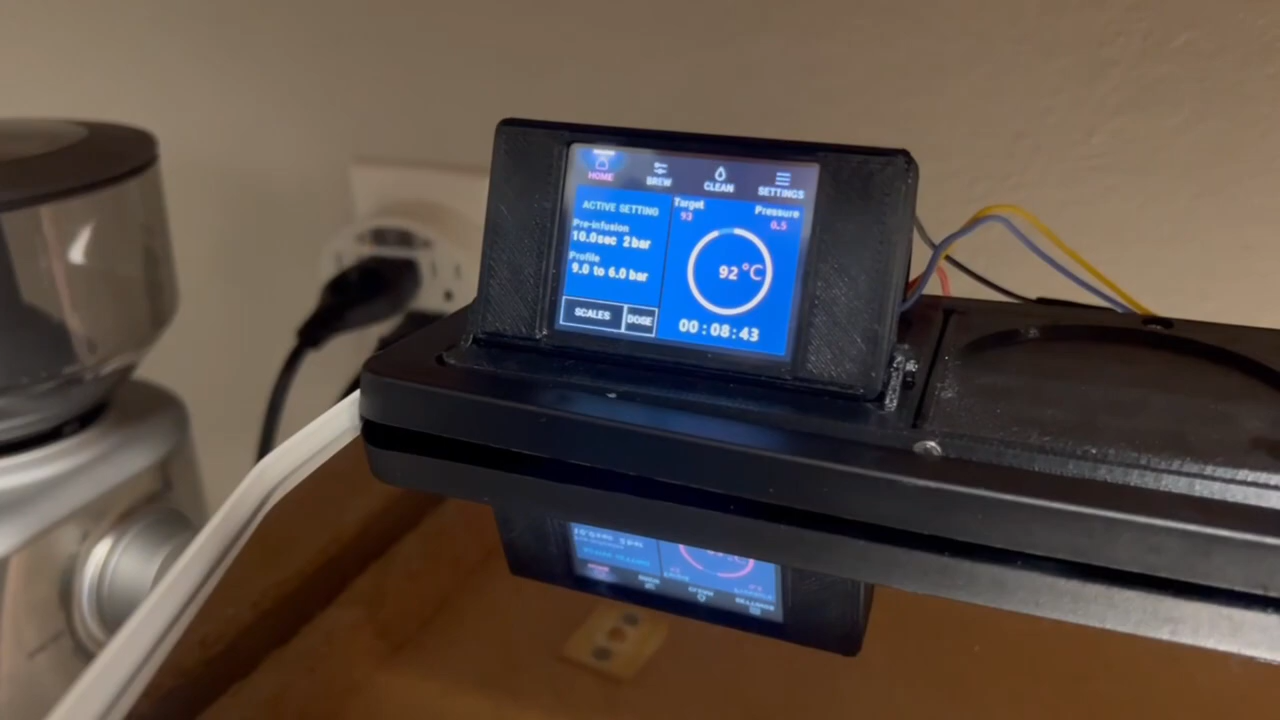 HOME
BREW
CLEAN
SETTINGS
ACTIVE SETTING
Pre-infusion
10.0sec 2bar
Profile
9.0 to 6.0 bar
SCALES
DOSE
Target
93
Pressure
0.5
92°C
00:08:43